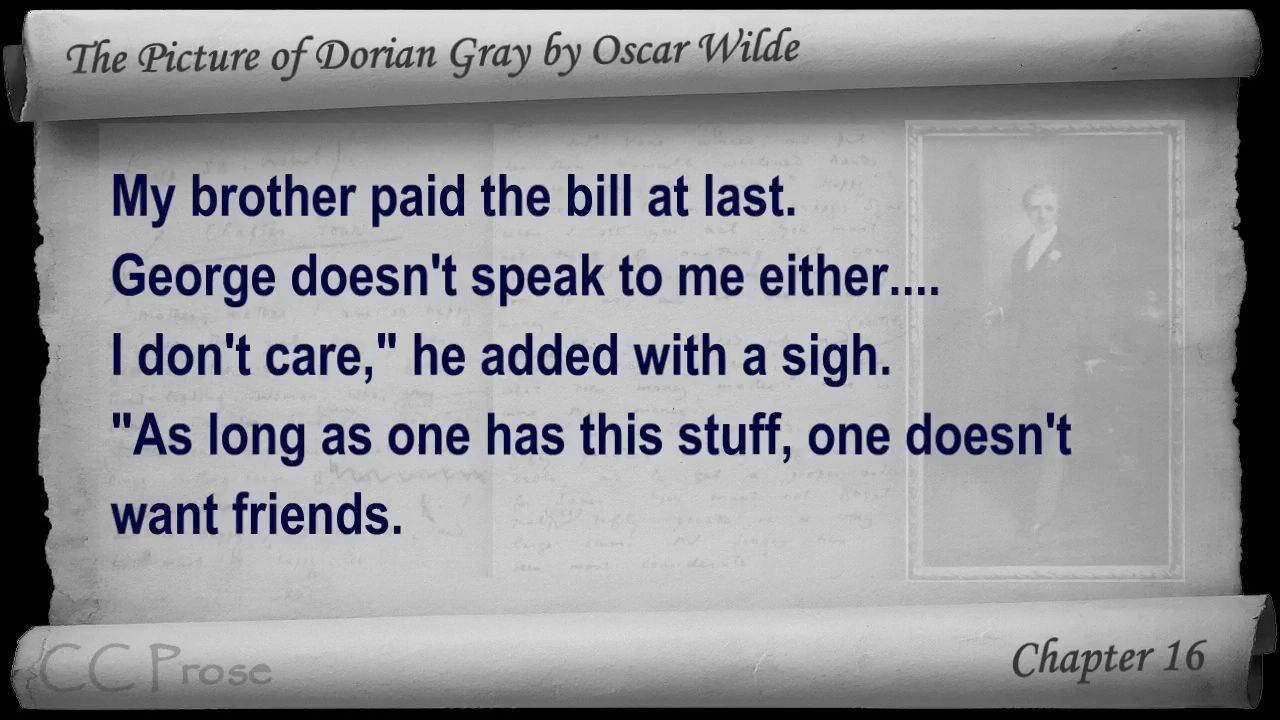 The Picture of Dorian Gray by Oscar Wilde
My brother paid the bill at last.
George doesn't speak to me either....
I don't care," he added with a sigh.
"As long as one has this stuff, one doesn't
want friends.
CC Prose
Chapter 16